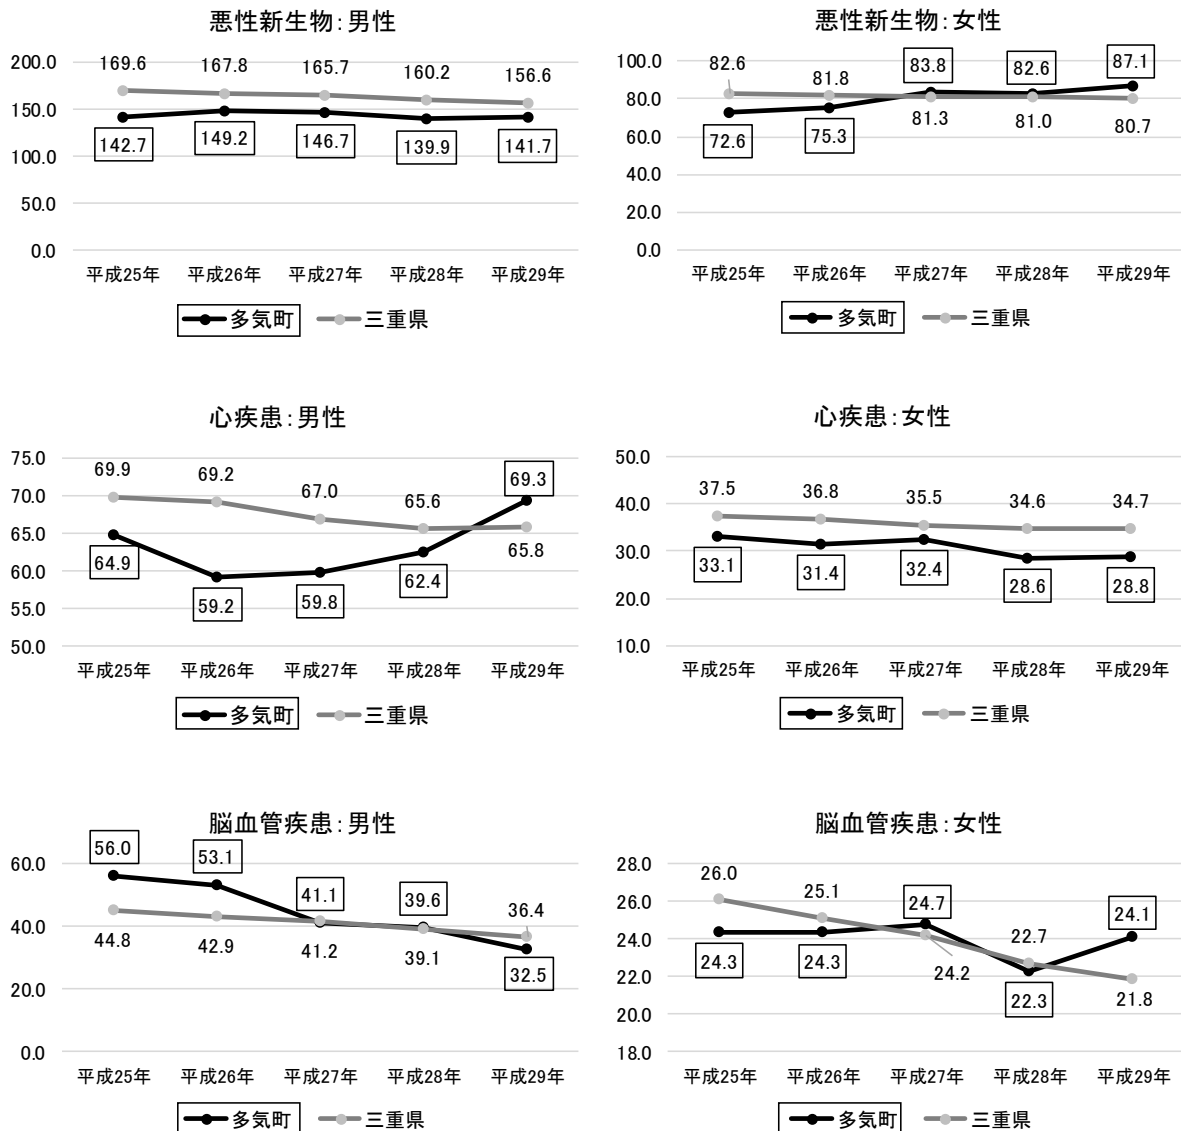 悪性新生物：男性
200.0
150.0
100.0
50.0
0.0
169.6 167.8 165.7 160.2 156.6
142.7 149.2 146.7 139.9 141.7
平成25年 平成26年 平成27年 平成28年 平成29年
多気町 三重県
悪性新生物：女性
100.0
80.0
60.0
40.0
20.0
0.0
82.6 81.8 83.8 82.6 87.1
72.6 75.3 81.3 81.0 80.7
平成25年 平成26年 平成27年 平成28年 平成29年
多気町 三重県
心疾患：男性
75.0
70.0
65.0
60.0
55.0
50.0
69.9 69.2 67.0 65.6 69.3
64.9 59.2 59.8 62.4 65.8
平成25年 平成26年 平成27年 平成28年 平成29年
多気町 三重県
心疾患：女性
50.0
40.0
30.0
20.0
10.0
37.5 36.8 35.5 34.6 34.7
33.1 31.4 32.4 28.6 28.8
平成25年 平成26年 平成27年 平成28年 平成29年
多気町 三重県
脳血管疾患：男性
60.0
40.0
20.0
0.0
56.0 53.1 41.1 39.6 36.4
44.8 42.9 41.2 39.1 32.5
平成25年 平成26年 平成27年 平成28年 平成29年
多気町 三重県
脳血管疾患：女性
28.0
26.0
24.0
22.0
20.0
18.0
26.0 25.1 24.7 22.7 24.1
24.3 24.3 24.2 22.3 21.8
平成25年 平成26年 平成27年 平成28年 平成29年
多気町 三重県